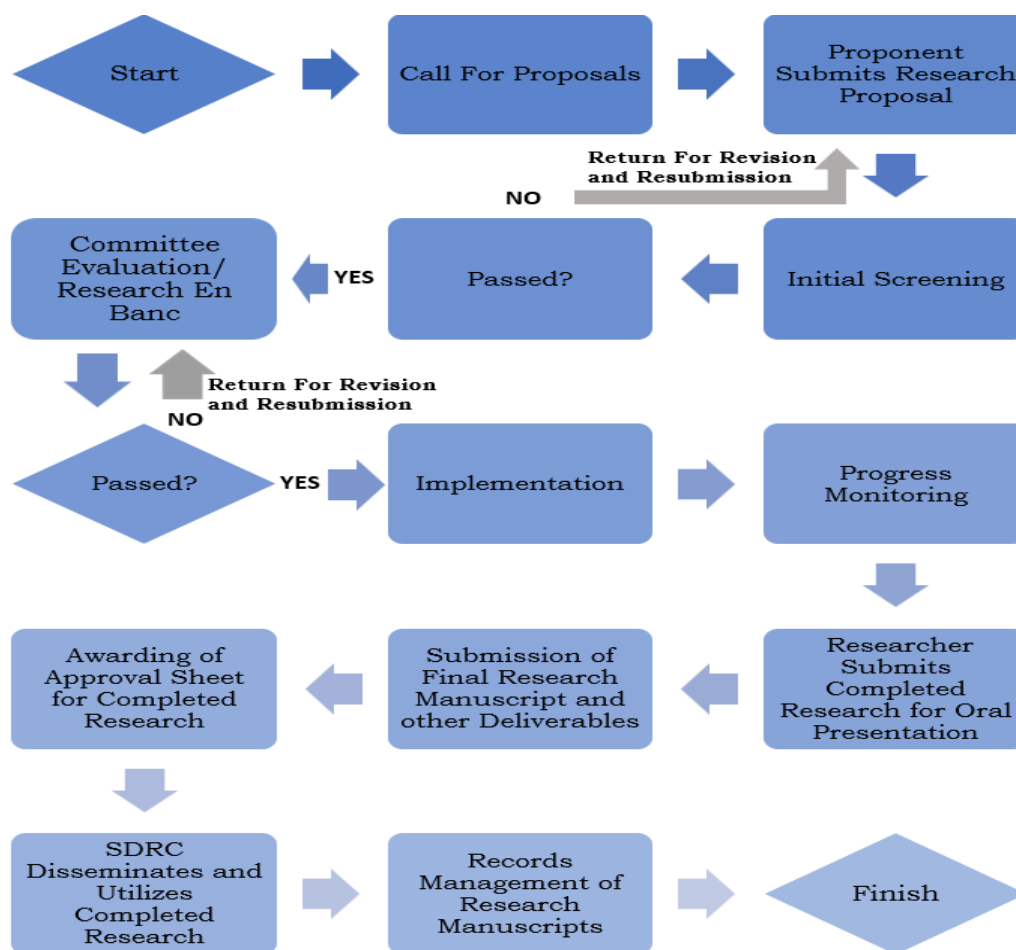 Start
Call For Proposals
Proponent
Submits Research
Proposal
Return For Revision
and Resubmission
NO
Committee
Evaluation/
Research En
Banc
YES
Passed?
Initial Screening
Return For Revision
and Resubmission
NO
Passed?
YES
Implementation
Progress
Monitoring
Awarding of
Approval Sheet
for Completed
Research
Submission of
Final Research
Manuscript and
other Deliverables
Researcher
Submits
Completed
Research for Oral
Presentation
SDRC
Disseminates and
Utilizes
Completed
Research
Records
Management of
Research
Manuscripts
Finish